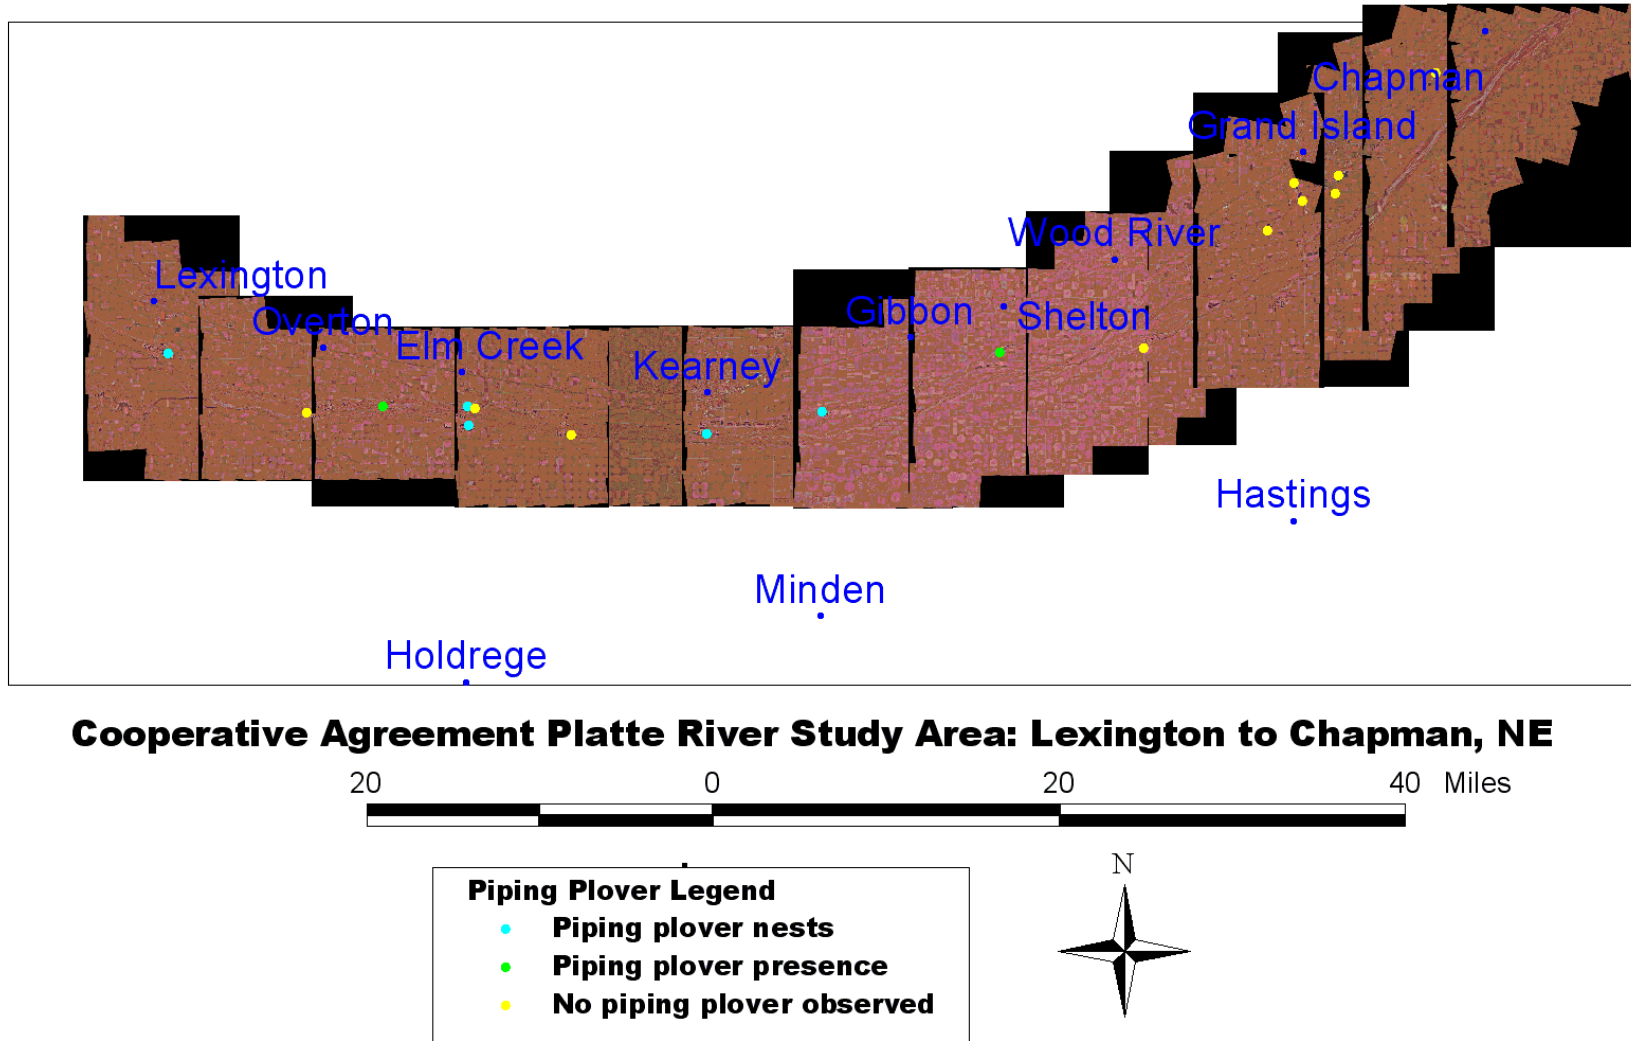 Chapman
Grand Island
Wood River
Lexington
Overton
Elm Creek
Kearney
Gibbon
Shelton
Hastings
Minden
Holdrege
Cooperative Agreement Platte River Study Area: Lexington to Chapman, NE
20 0 20 40 Miles
N
Piping Plover Legend
Piping plover nests
Piping plover presence
No piping plover observed